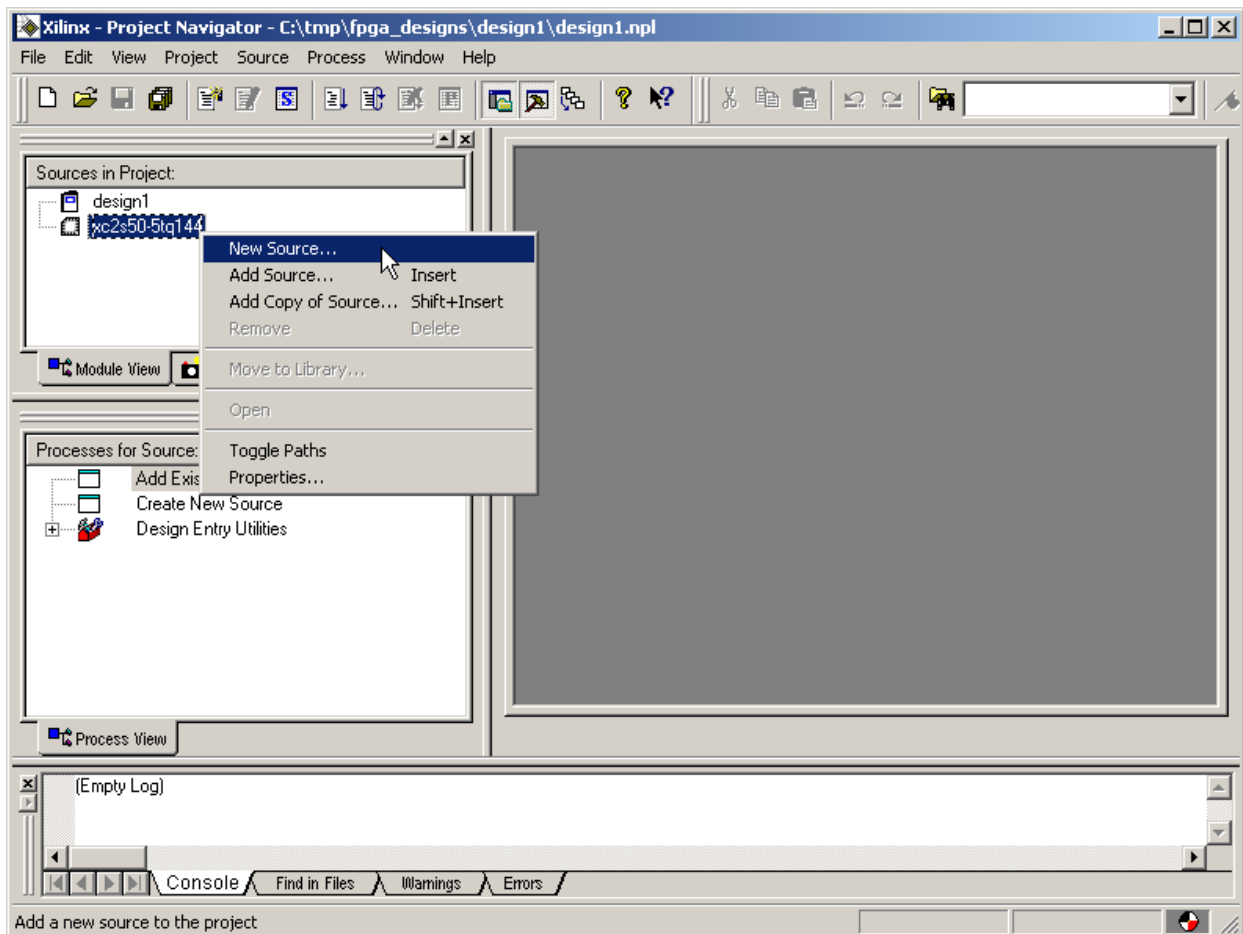 Xilinx - Project Navigator - C:\tmp\fpga_designs\design1\design1.npl
File Edit View Project Source Process Window Help
Sources in Project:
design1
xc2s50-5tq144
New Source...
Add Source... Insert
Add Copy of Source... Shift+Insert
Remove Delete
Move to Library...
Open
Toggle Paths
Properties...
Module View
Processes for Source:
Add Exis
Create New Source
Design Entry Utilities
Process View
(Empty Log)
Console Find in Files Warnings Errors
Add a new source to the project